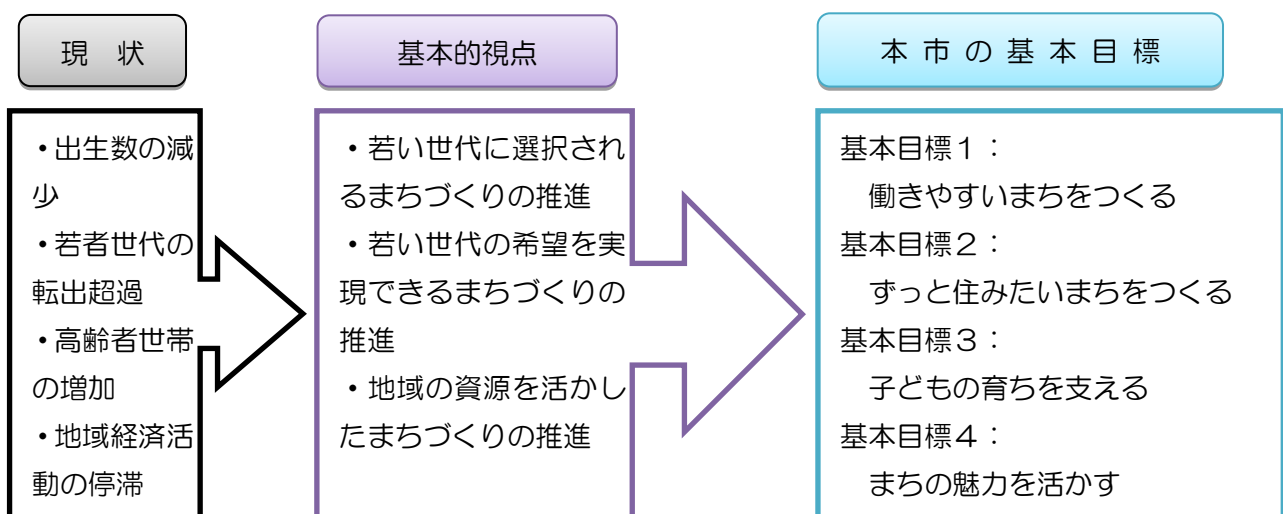 現　状
・出生数の減
少
・若者世代の
転出超過
・高齢者世帯
の増加
・地域経済活
動の停滞
基本的視点
・若い世代に選択され
るまちづくりの推進
・若い世代の希望を実
現できるまちづくりの
推進
・地域の資源を活かし
たまちづくりの推進
本 市 の 基 本 目 標
基本目標１：
働きやすいまちをつくる
基本目標２：
ずっと住みたいまちをつくる
基本目標３：
子どもの育ちを支える
基本目標４：
まちの魅力を活かす